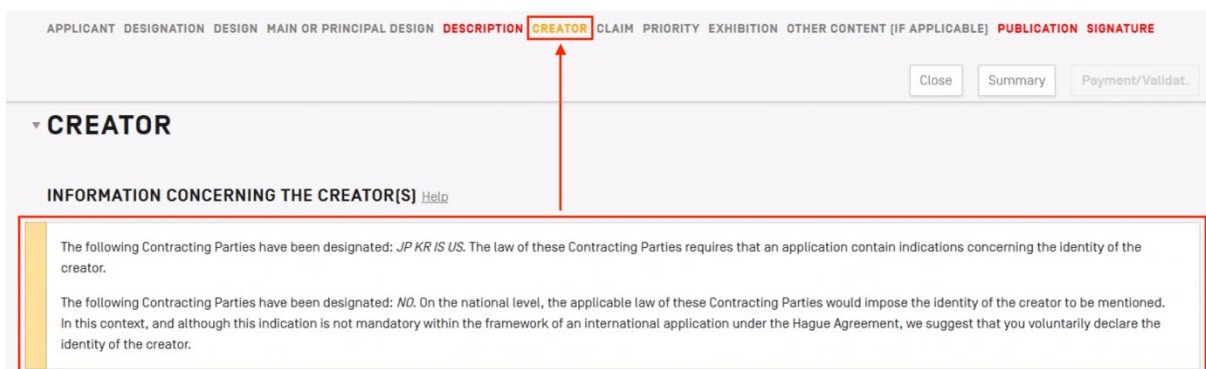 APPLICANT DESIGNATION DESIGN MAIN OR PRINCIPAL DESIGN DESCRIPTION CREATOR CLAIM PRIORITY EXHIBITION OTHER CONTENT (IF APPLICABLE) PUBLICATION SIGNATURE
Close Summary Payment/Validat.
CREATOR
INFORMATION CONCERNING THE CREATOR(S) Help
The following Contracting Parties have been designated: JP KR IS US. The law of these Contracting Parties requires that an application contain indications concerning the identity of the
creator.
The following Contracting Parties have been designated: NO. On the national level, the applicable law of these Contracting Parties would impose the identity of the creator to be mentioned.
In this context, and although this indication is not mandatory within the framework of an international application under the Hague Agreement, we suggest that you voluntarily declare the
identity of the creator.